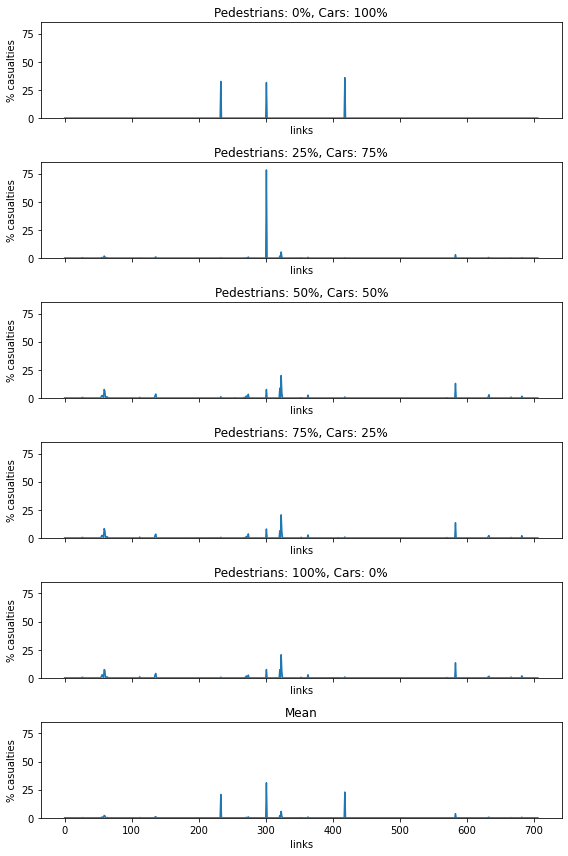 Pedestrians: 0%, Cars: 100%
75
50
25
0
% casualties
links
Pedestrians: 25%, Cars: 75%
75
50
25
0
% casualties
links
Pedestrians: 50%, Cars: 50%
75
50
25
0
% casualties
links
Pedestrians: 75%, Cars: 25%
75
50
25
0
% casualties
links
Pedestrians: 100%, Cars: 0%
75
50
25
0
% casualties
links
Mean
75
50
25
0
% casualties
0 100 200 300 400 500 600 700
links